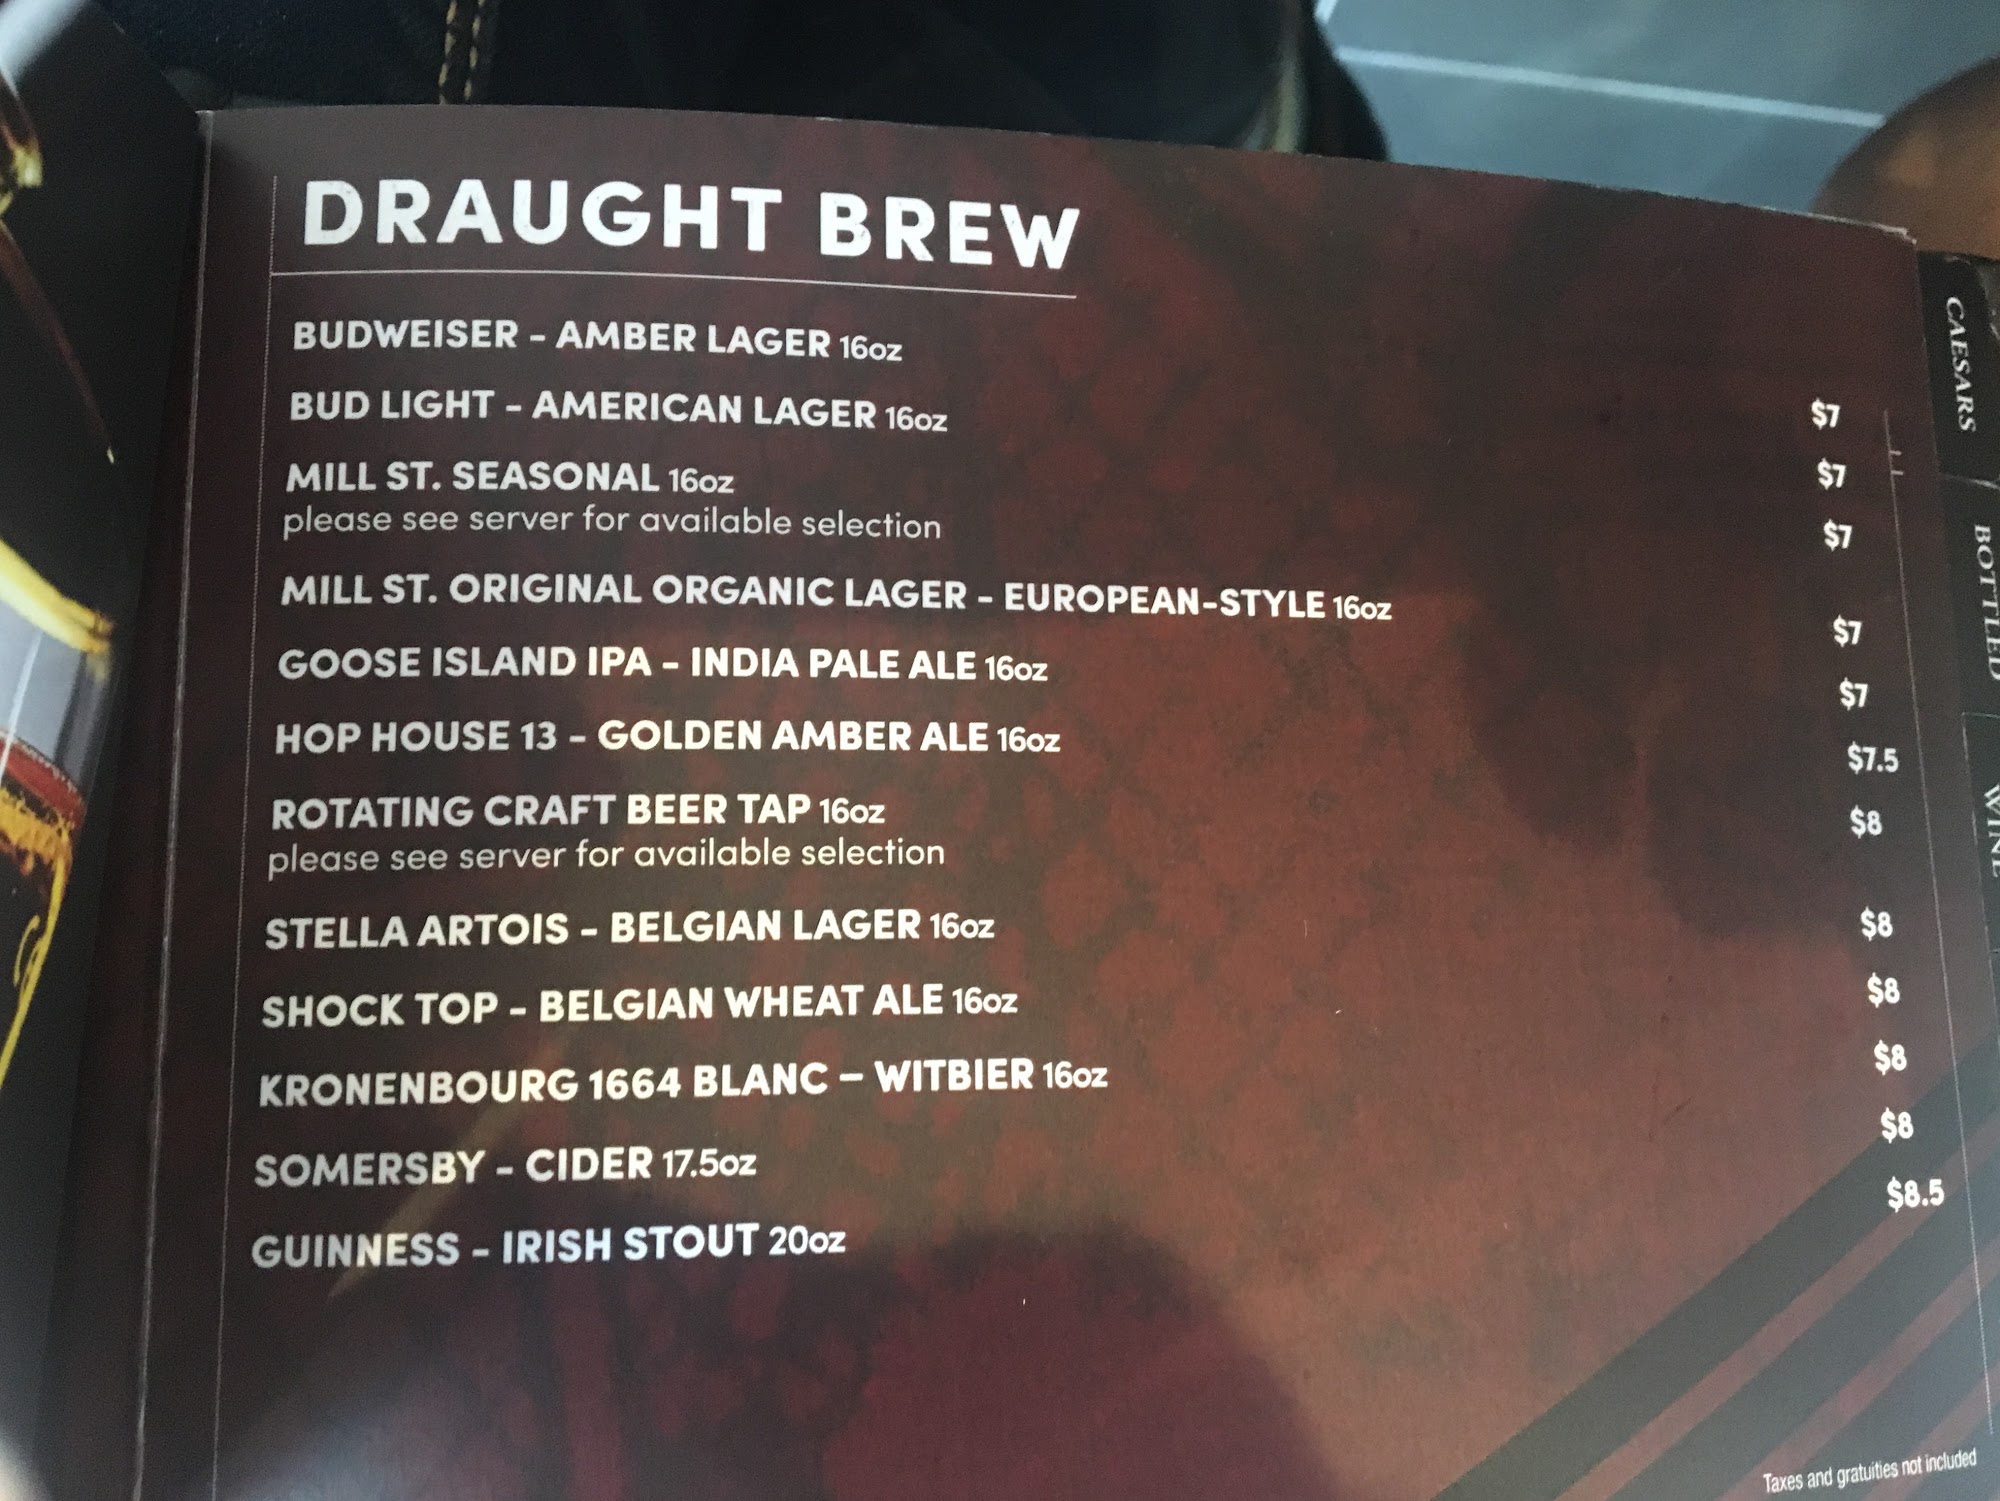 DRAUGHT BREW
BUDWEISER - AMBER LAGER 16oz $7
BUD LIGHT - AMERICAN LAGER 16oz $7
MILL ST. SEASONAL 16oz $7
please see server for available selection
MILL ST. ORIGINAL ORGANIC LAGER - EUROPEAN-STYLE 16oz $7
GOOSE ISLAND IPA - INDIA PALE ALE 16oz $7
HOP HOUSE 13 - GOLDEN AMBER ALE 16oz $7.5
ROTATING CRAFT BEER TAP 16oz $8
please see server for available selection
STELLA ARTOIS - BELGIAN LAGER 16oz $8
SHOCK TOP - BELGIAN WHEAT ALE 16oz $8
KRONENBOURG 1664 BLANC – WITBIER 16oz $8
SOMERSBY - CIDER 17.5oz $8
GUINNESS - IRISH STOUT 20oz $8.5
Taxes and gratuities not included
CAESARS
BOTTLED
WINE